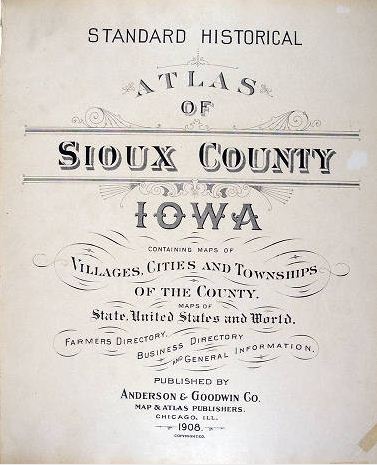 STANDARD HISTORICAL
ATLAS
OF
SIOUX COUNTY
IOWA
CONTAINING MAPS OF
VILLAGES, CITIES AND TOWNSHIPS
OF THE COUNTY.
MAPS OF
State, United States and World.
FARMERS DIRECTORY,
BUSINESS DIRECTORY
AND GENERAL INFORMATION.
PUBLISHED BY
ANDERSON & GOODWIN CO.
MAP & ATLAS PUBLISHERS.
CHICAGO, ILL.
1908.
COPYRIGHTED.